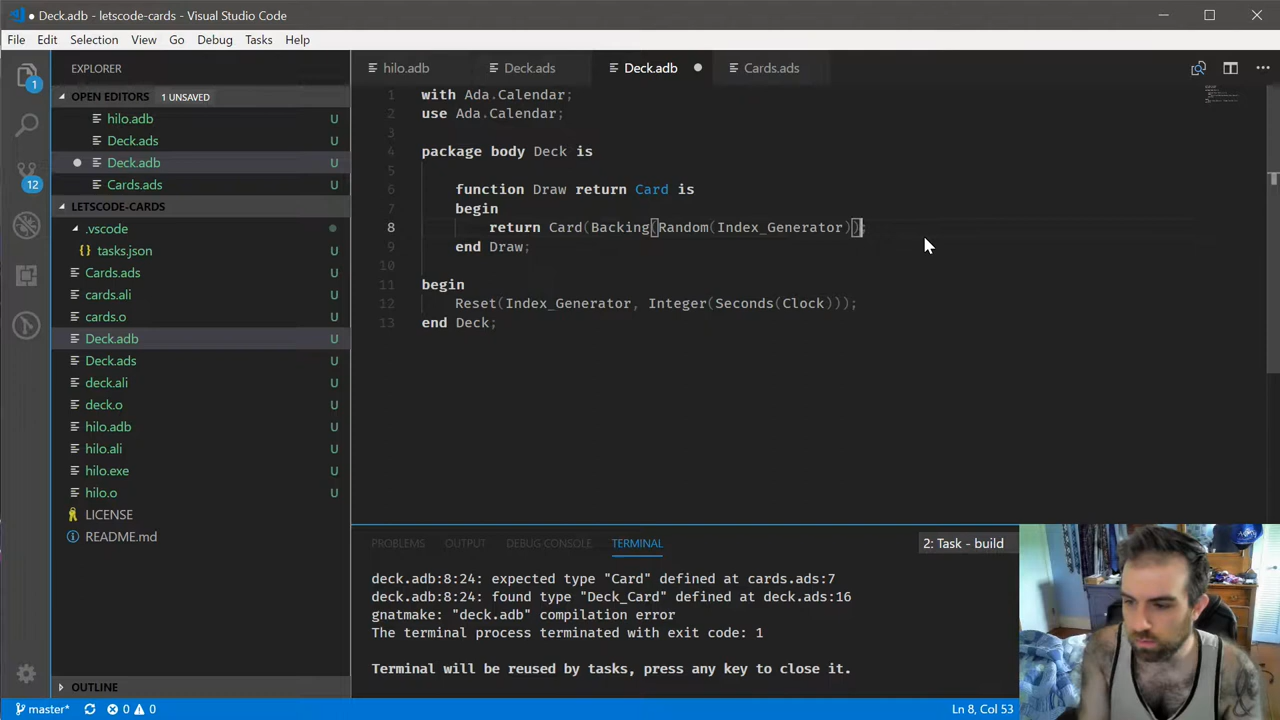 ● Deck.adb - letscode-cards - Visual Studio Code
File Edit Selection View Go Debug Tasks Help
EXPLORER
OPEN EDITORS 1 UNSAVED
hilo.adb U
Deck.ads U
● Deck.adb U
Cards.ads U
LETSCODE-CARDS
.vscode
tasks.json U
Cards.ads U
cards.ali U
cards.o U
Deck.adb U
Deck.ads U
deck.ali U
deck.o U
hilo.adb U
hilo.ali U
hilo.exe U
hilo.o U
LICENSE
README.md
OUTLINE
1
12
hilo.adb Deck.ads Deck.adb ● Cards.ads
1 with Ada.Calendar;
2 use Ada.Calendar;
3
4 package body Deck is
5
6 function Draw return Card is
7 begin
8 return Card(Backing(Random(Index_Generator));
9 end Draw;
10
11 begin
12 Reset(Index_Generator, Integer(Seconds(Clock)));
13 end Deck;
PROBLEMS OUTPUT DEBUG CONSOLE TERMINAL 2: Task - build
deck.adb:8:24: expected type "Card" defined at cards.ads:7
deck.adb:8:24: found type "Deck_Card" defined at deck.ads:16
gnatmake: "deck.adb" compilation error
The terminal process terminated with exit code: 1
Terminal will be reused by tasks, press any key to close it.
master* 0 0 Ln 8, Col 53